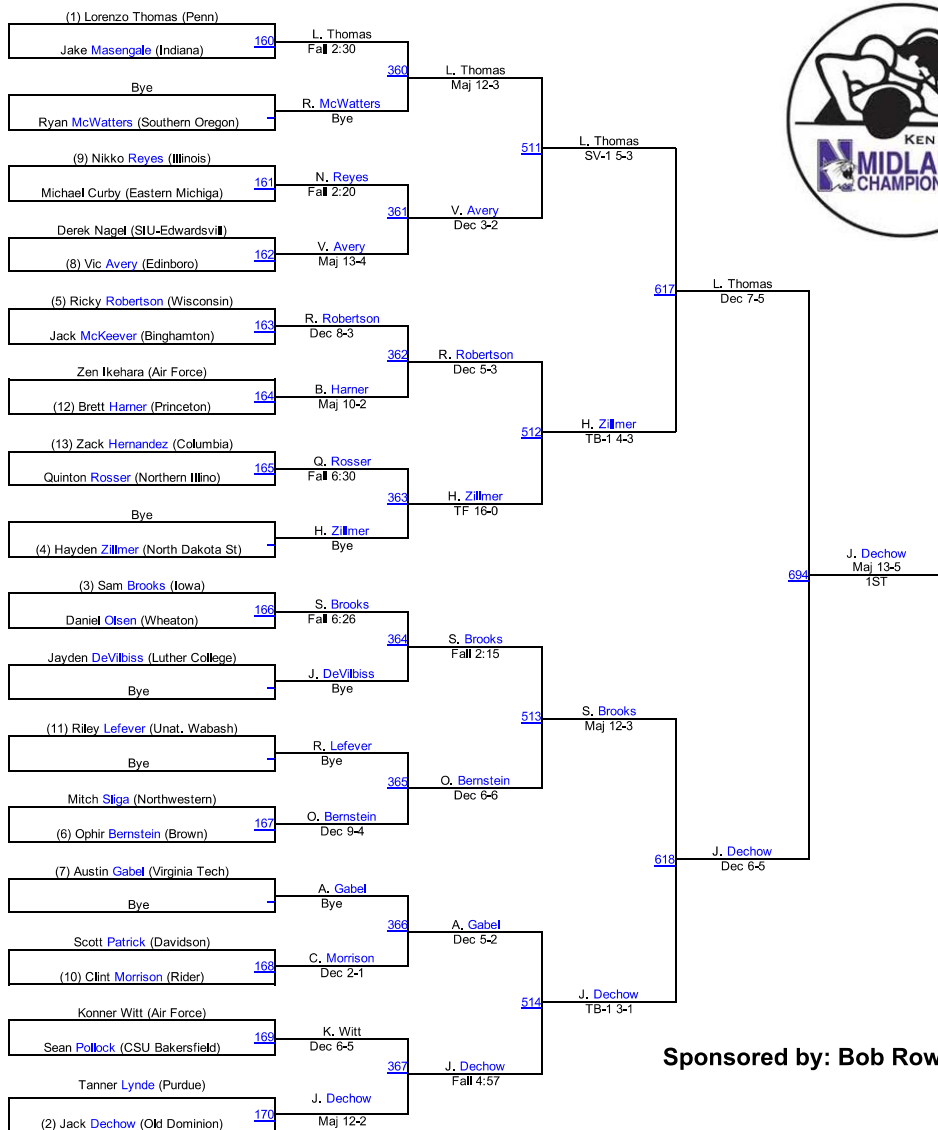 (1) Lorenzo Thomas (Penn)
Jake Masengale (Indiana)
160
L. Thomas
Fall 2:30
Bye
Ryan McWatters (Southern Oregon)
R. McWatters
Bye
360
L. Thomas
Maj 12-3
(9) Nikko Reyes (Illinois)
Michael Curby (Eastern Michiga)
161
N. Reyes
Fall 2:20
Derek Nagel (SIU-Edwardsvill)
(8) Vic Avery (Edinboro)
162
V. Avery
Maj 13-4
361
V. Avery
Dec 3-2
511
L. Thomas
SV-1 5-3
(5) Ricky Robertson (Wisconsin)
Jack McKeever (Binghamton)
163
R. Robertson
Dec 8-3
Zen Ikehara (Air Force)
(12) Brett Harner (Princeton)
164
B. Harner
Maj 10-2
362
R. Robertson
Dec 5-3
(13) Zack Hernandez (Columbia)
Quinton Rosser (Northern Illino)
165
Q. Rosser
Fall 6:30
Bye
(4) Hayden Zillmer (North Dakota St)
H. Zillmer
Bye
363
H. Zillmer
TF 16-0
512
H. Zillmer
TB-1 4-3
617
L. Thomas
Dec 7-5
(3) Sam Brooks (Iowa)
Daniel Olsen (Wheaton)
166
S. Brooks
Fall 6:26
Jayden DeVilbiss (Luther College)
Bye
J. DeVilbiss
Bye
364
S. Brooks
Fall 2:15
(11) Riley Lefever (Unat. Wabash)
Bye
R. Lefever
Bye
Mitch Sliga (Northwestern)
(6) Ophir Bernstein (Brown)
167
O. Bernstein
Dec 9-4
365
O. Bernstein
Dec 6-6
513
S. Brooks
Maj 12-3
(7) Austin Gabel (Virginia Tech)
Bye
A. Gabel
Bye
Scott Patrick (Davidson)
(10) Clint Morrison (Rider)
168
C. Morrison
Dec 2-1
366
A. Gabel
Dec 5-2
Konner Witt (Air Force)
Sean Pollock (CSU Bakersfield)
169
K. Witt
Dec 6-5
Tanner Lynde (Purdue)
(2) Jack Dechow (Old Dominion)
170
J. Dechow
Maj 12-2
367
J. Dechow
Fall 4:57
514
J. Dechow
TB-1 3-1
618
J. Dechow
Dec 6-5
694
J. Dechow
Maj 13-5
1ST
KEN
N
MIDLA
CHAMPION
Sponsored by: Bob Row